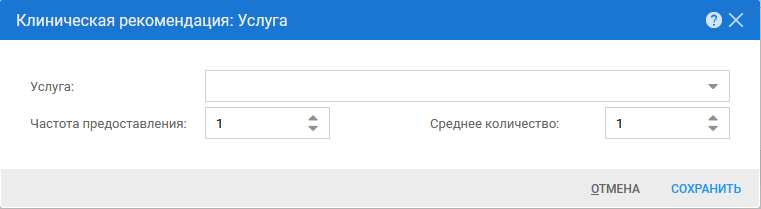 Клиническая рекомендация: Услуга ?
Услуга:
Частота предоставления: 1 Среднее количество: 1
ОТМЕНА СОХРАНИТЬ